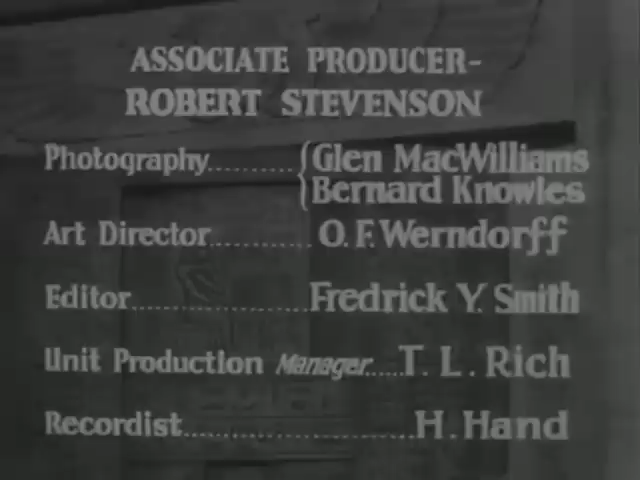 ASSOCIATE PRODUCER-
ROBERT STEVENSON
Photography..........{Glen MacWilliams
Bernard Knowles
Art Director............ O. F. Werndorff
Editor.....................Fredrick Y. Smith
Unit Production Manager.....T. L. Rich
Recordist...........................H. Hand